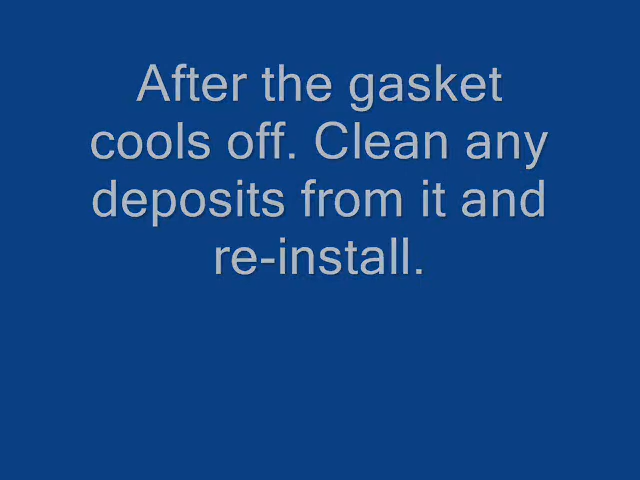 After the gasket
cools off. Clean any
deposits from it and
re-install.